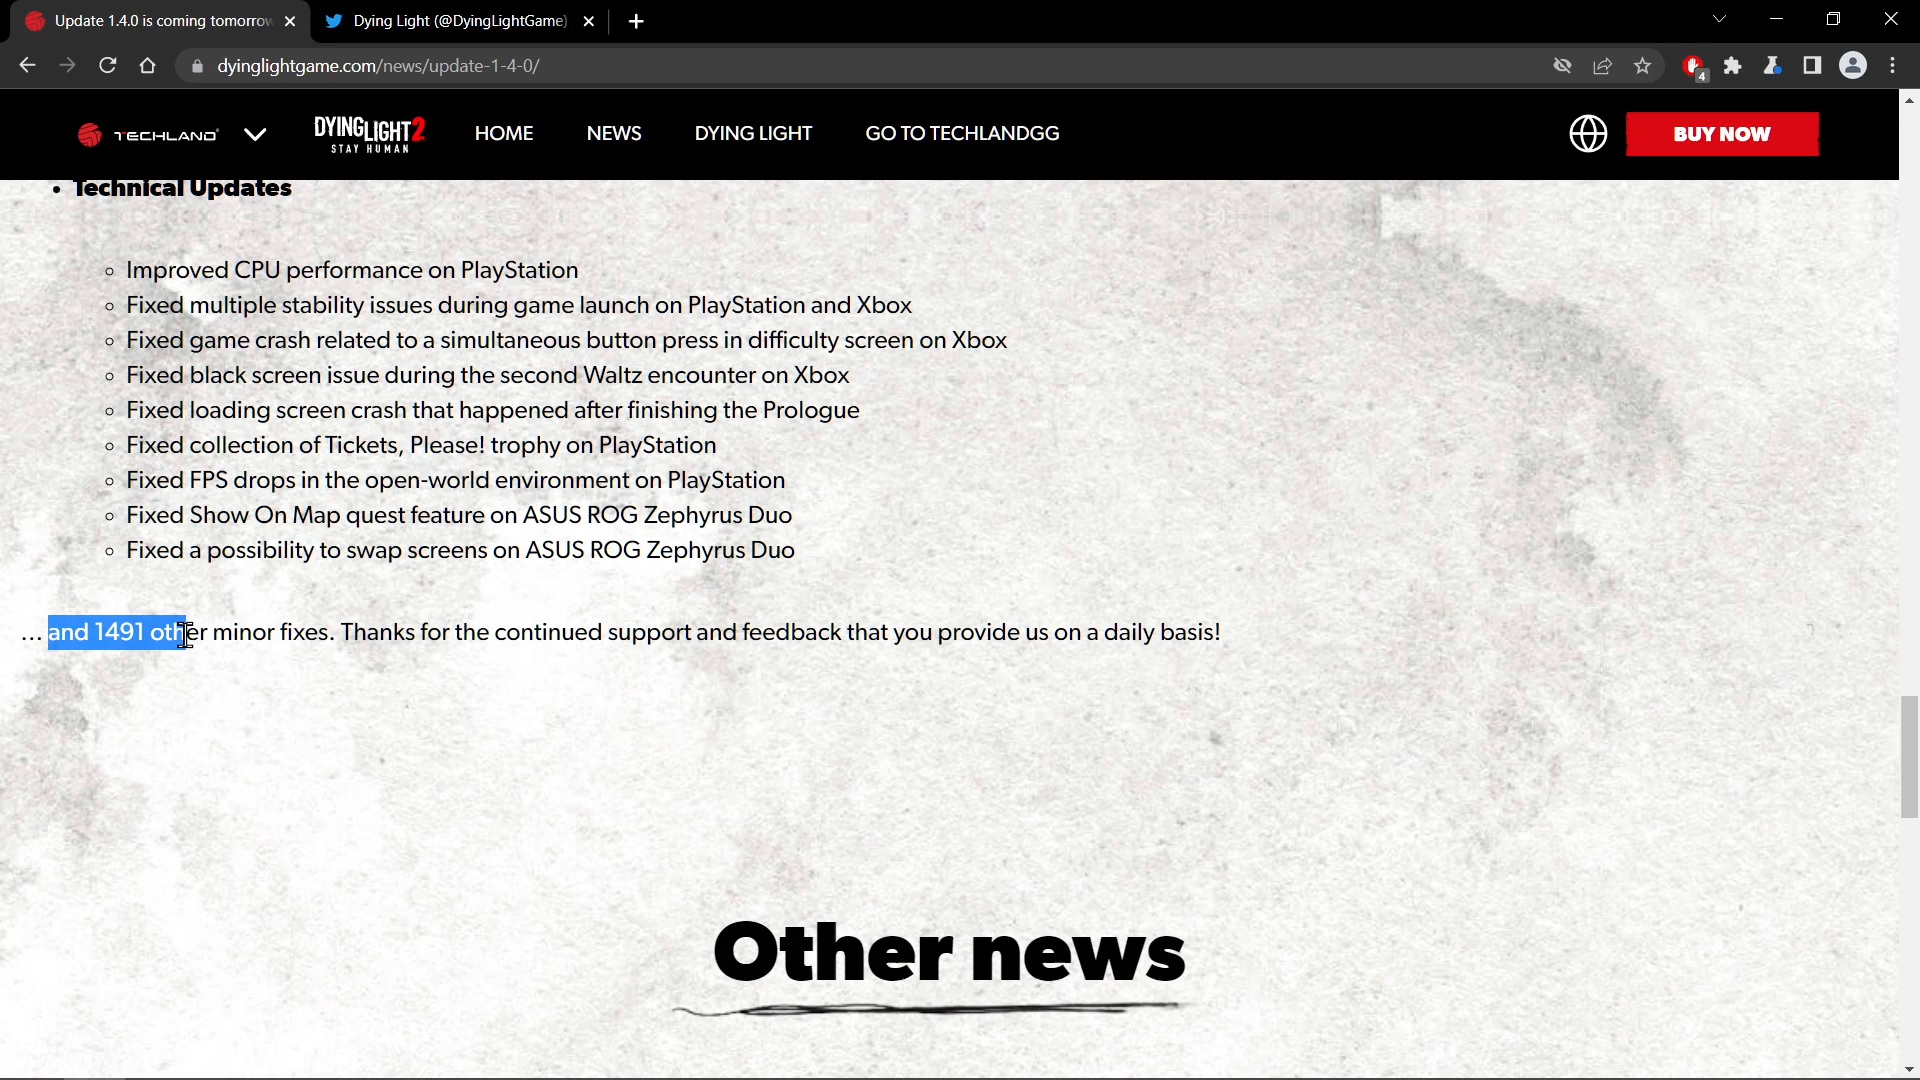 Update 1.4.0 is coming tomorrow
Dying Light (@DyingLightGame)
dyinglightgame.com/news/update-1-4-0/
4
TECHLAND
DYING LIGHT 2
STAY HUMAN
HOME
NEWS
DYING LIGHT
GO TO TECHLANDGG
BUY NOW
• Technical Updates
Improved CPU performance on PlayStation
Fixed multiple stability issues during game launch on PlayStation and Xbox
Fixed game crash related to a simultaneous button press in difficulty screen on Xbox
Fixed black screen issue during the second Waltz encounter on Xbox
Fixed loading screen crash that happened after finishing the Prologue
Fixed collection of Tickets, Please! trophy on PlayStation
Fixed FPS drops in the open-world environment on PlayStation
Fixed Show On Map quest feature on ASUS ROG Zephyrus Duo
Fixed a possibility to swap screens on ASUS ROG Zephyrus Duo
… and 1491 other minor fixes. Thanks for the continued support and feedback that you provide us on a daily basis!
Other news